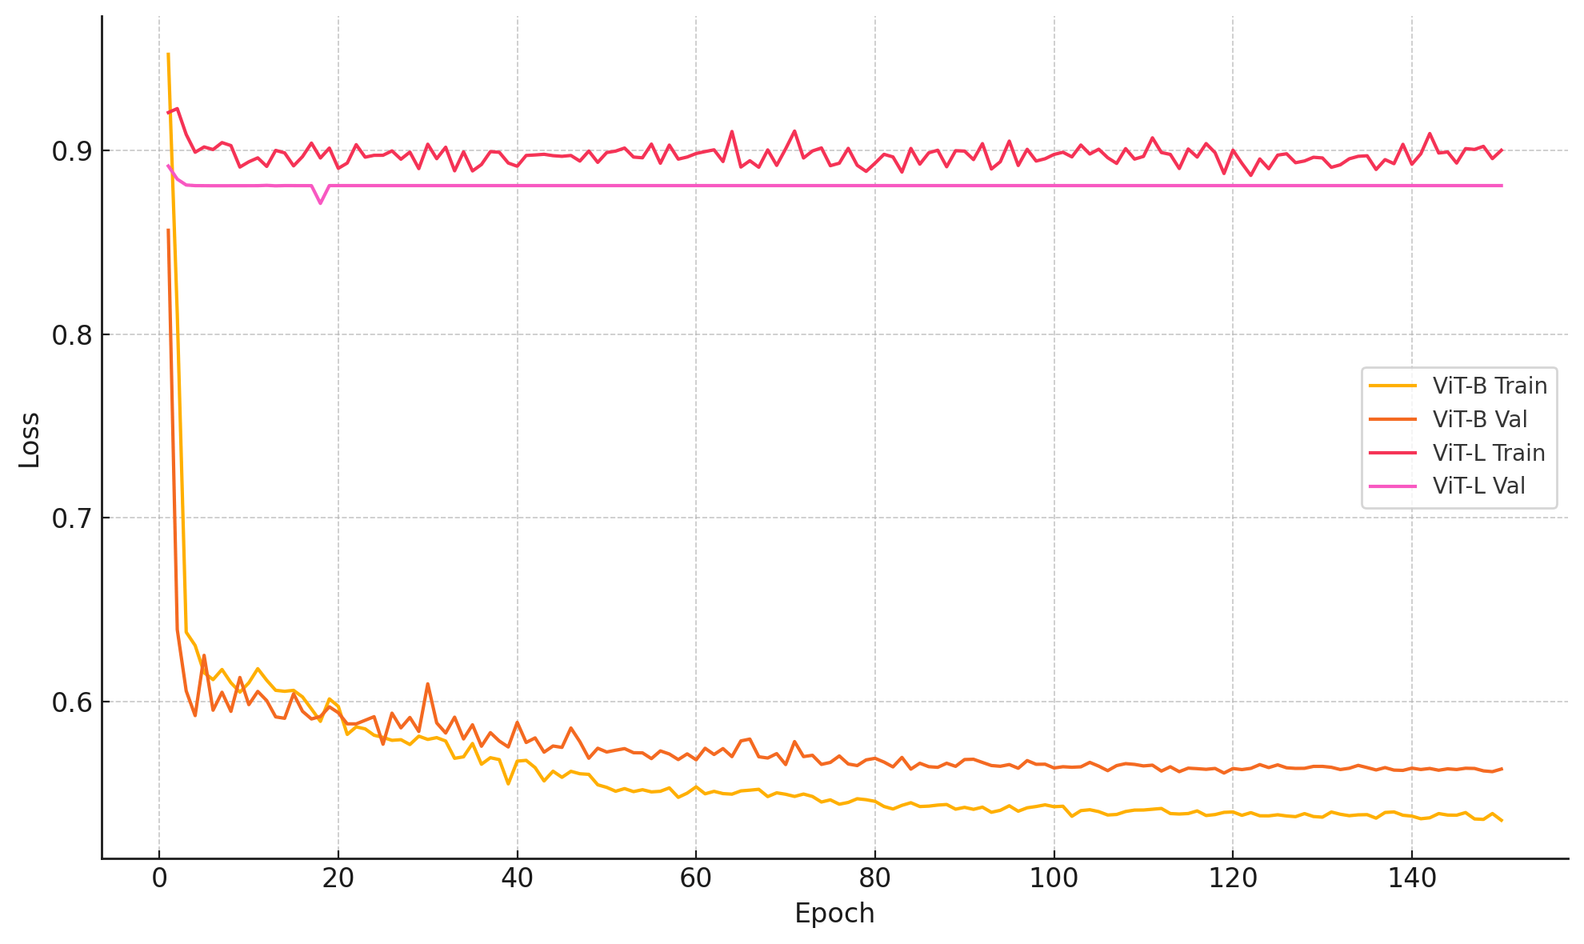 0.9
0.8
0.7
0.6
Loss
0 20 40 60 80 100 120 140
Epoch
ViT-B Train
ViT-B Val
ViT-L Train
ViT-L Val